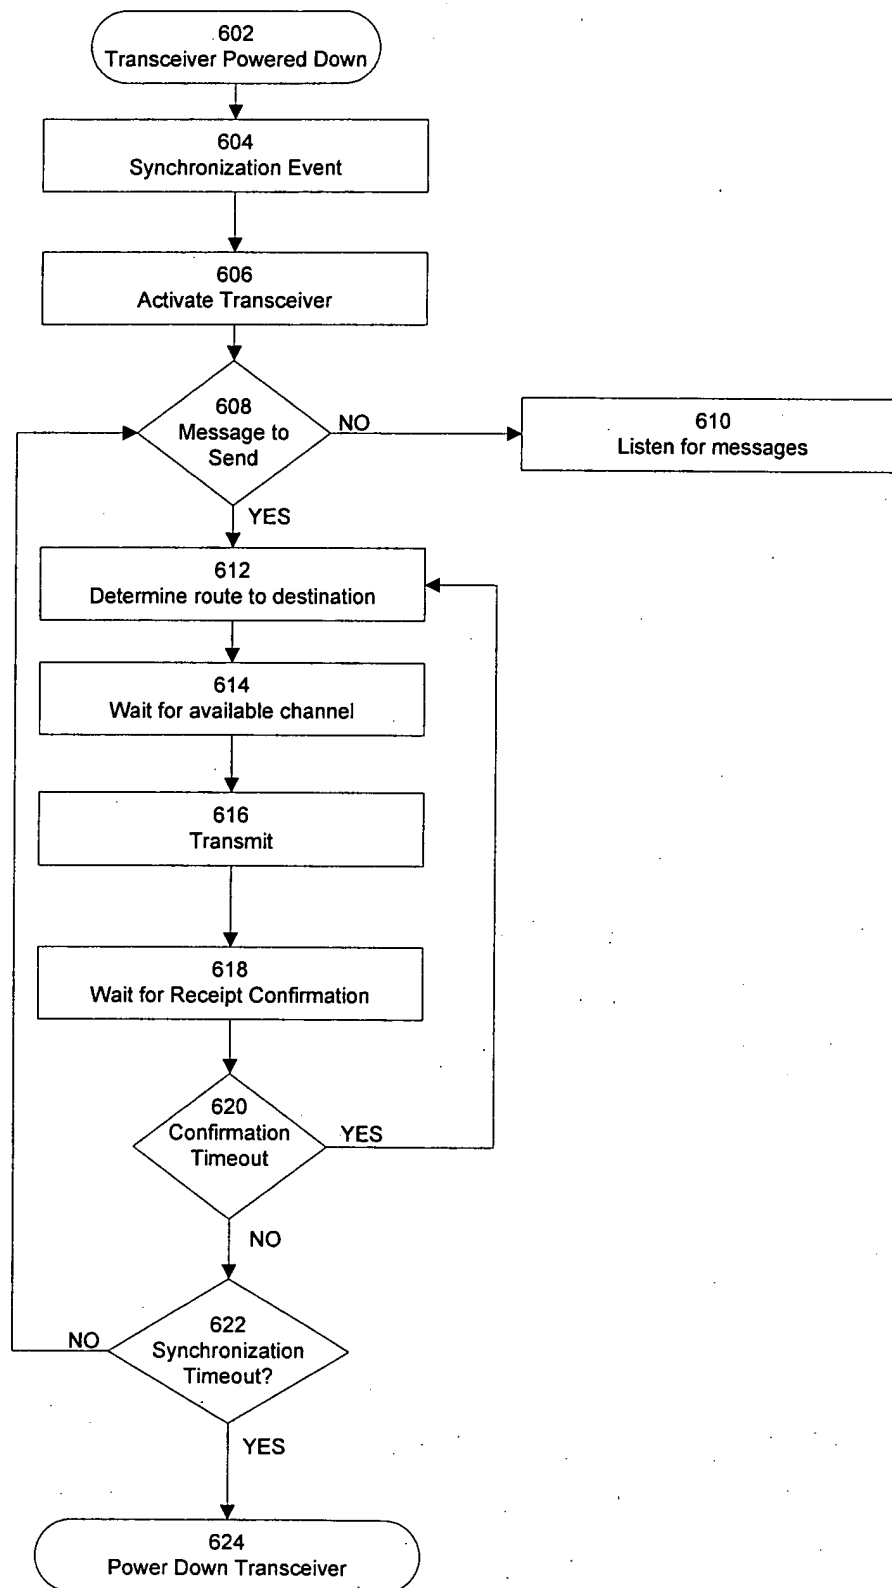 602
Transceiver Powered Down
604
Synchronization Event
606
Activate Transceiver
608
Message to
Send
NO
610
Listen for messages
YES
612
Determine route to destination
614
Wait for available channel
616
Transmit
618
Wait for Receipt Confirmation
620
Confirmation
Timeout
YES
NO
622
Synchronization
Timeout?
NO
YES
624
Power Down Transceiver